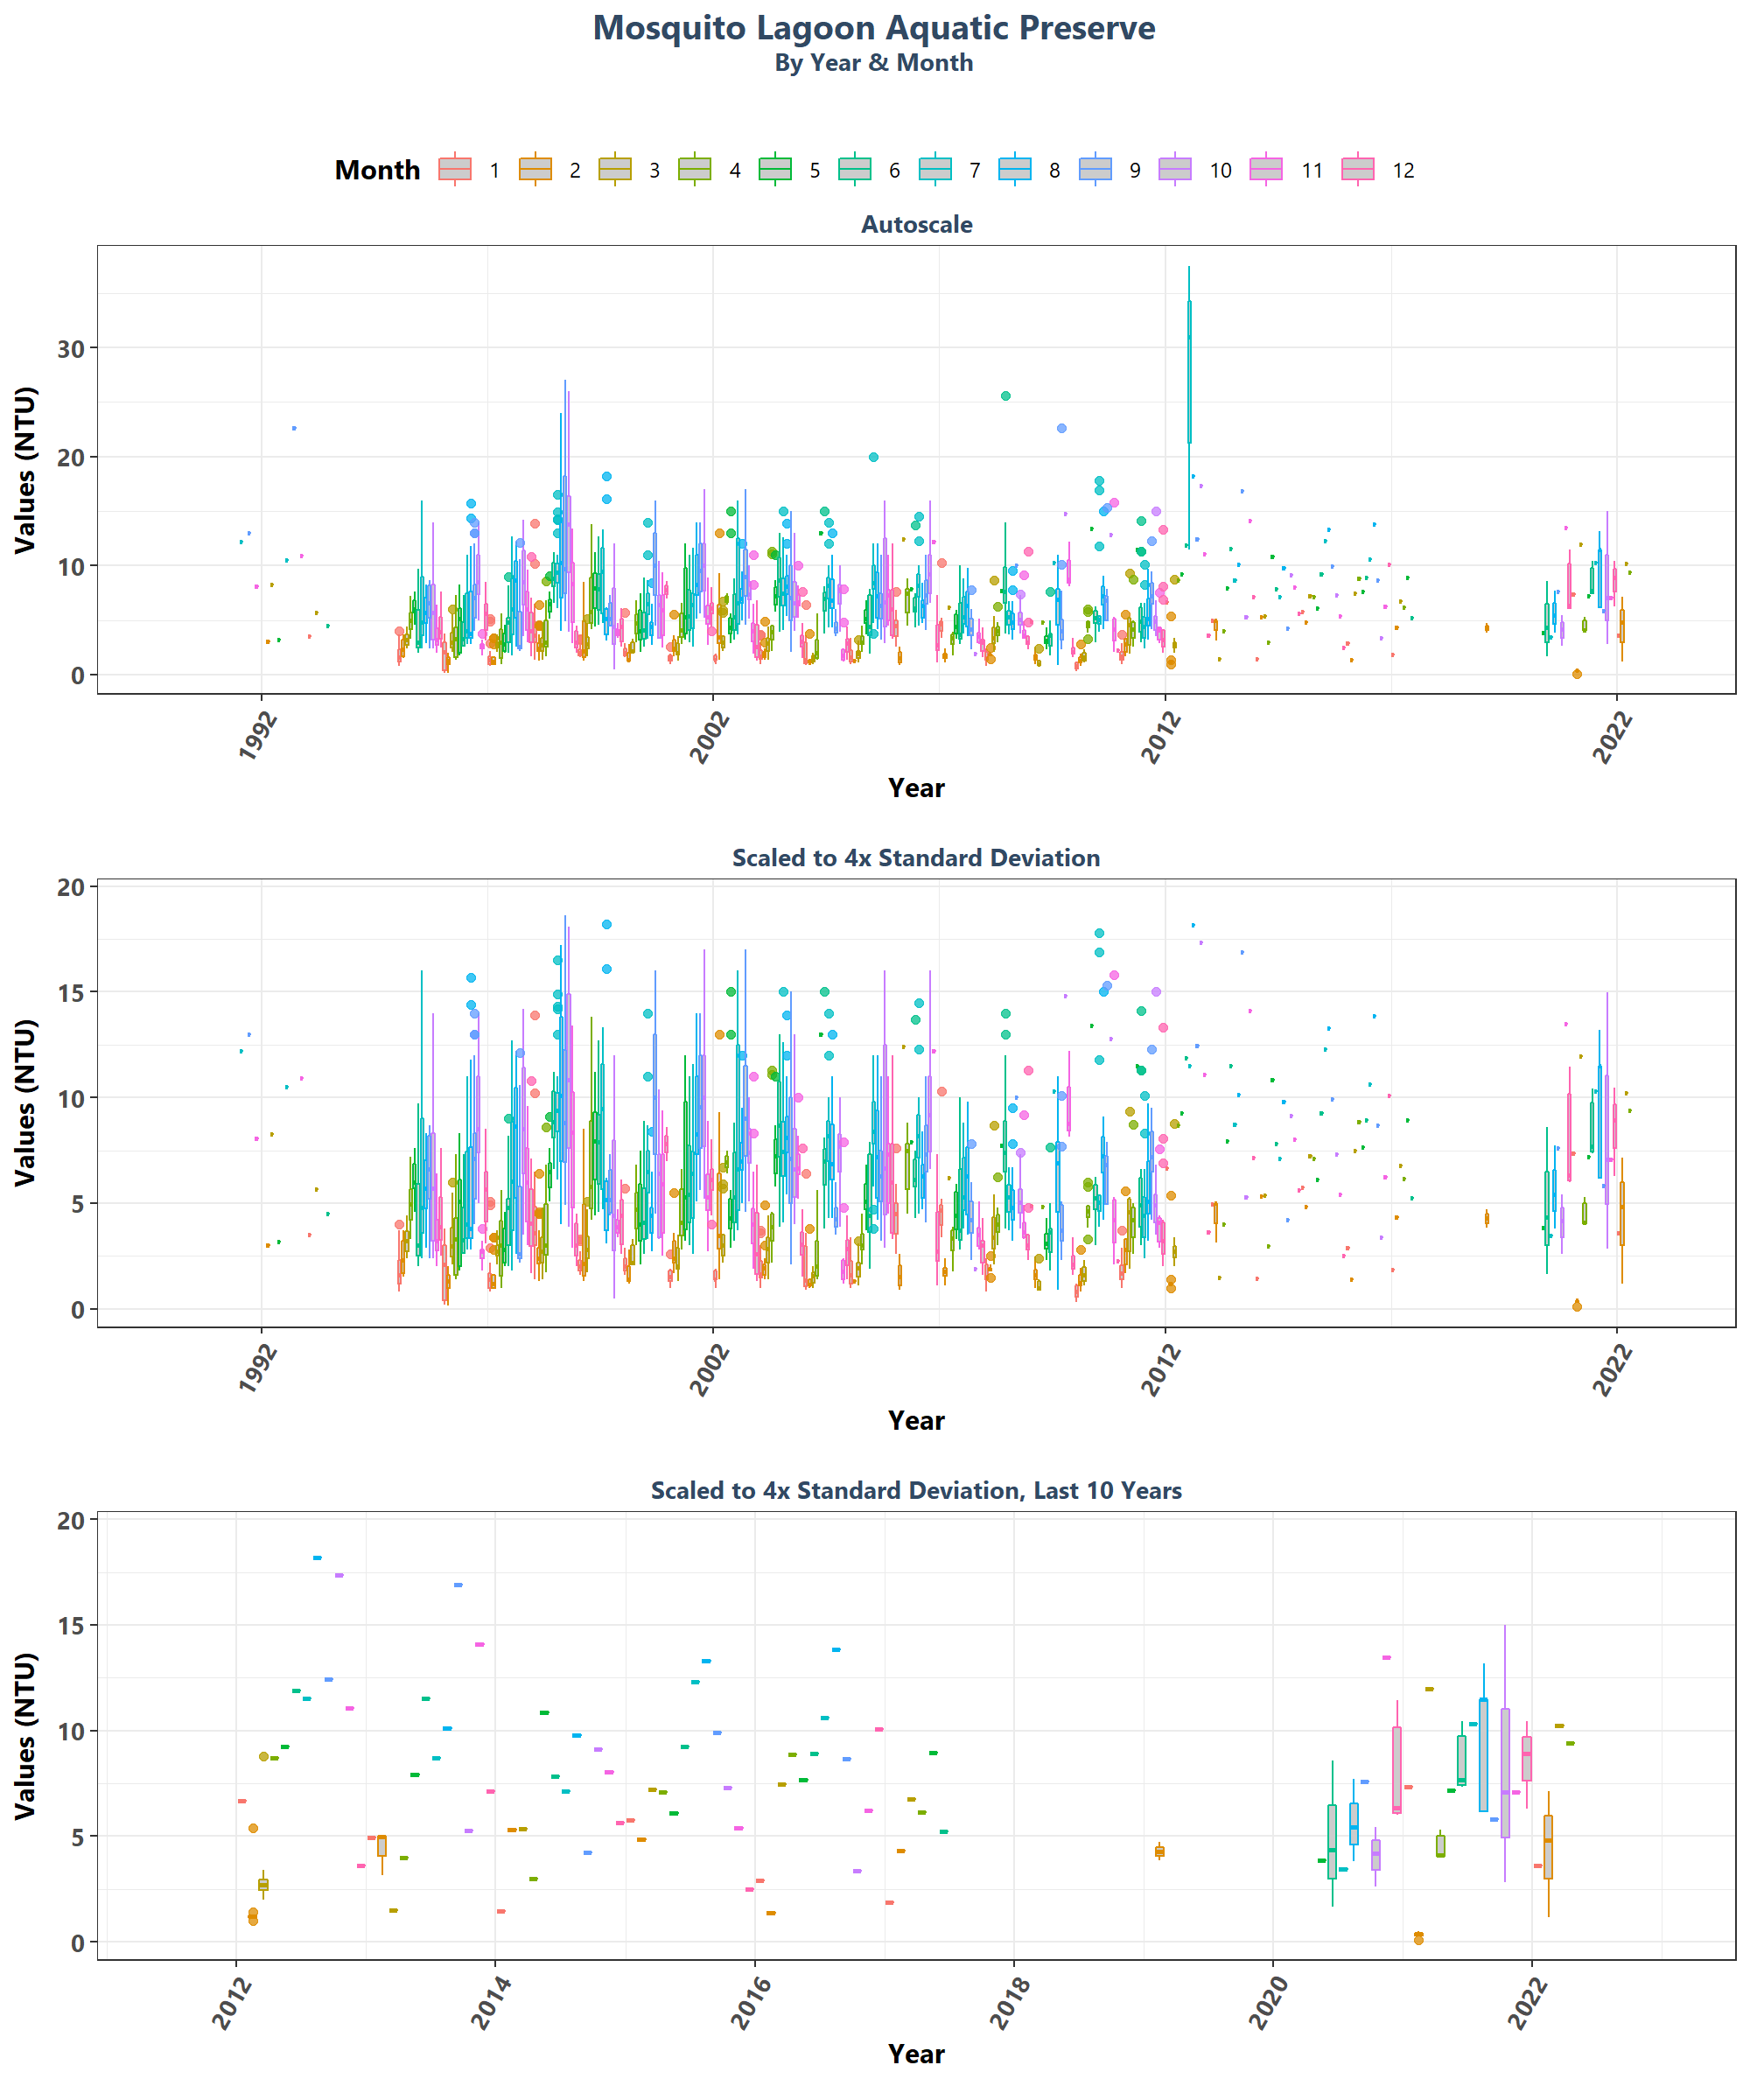 Mosquito Lagoon Aquatic Preserve
By Year & Month
Month 1 2 3 4 5 6 7 8 9 10 11 12
Autoscale
Values (NTU)
30
20
10
0
1992 2002 2012 2022
Year
Scaled to 4x Standard Deviation
Values (NTU)
20
15
10
5
0
1992 2002 2012 2022
Year
Scaled to 4x Standard Deviation, Last 10 Years
Values (NTU)
20
15
10
5
0
2012 2014 2016 2018 2020 2022
Year